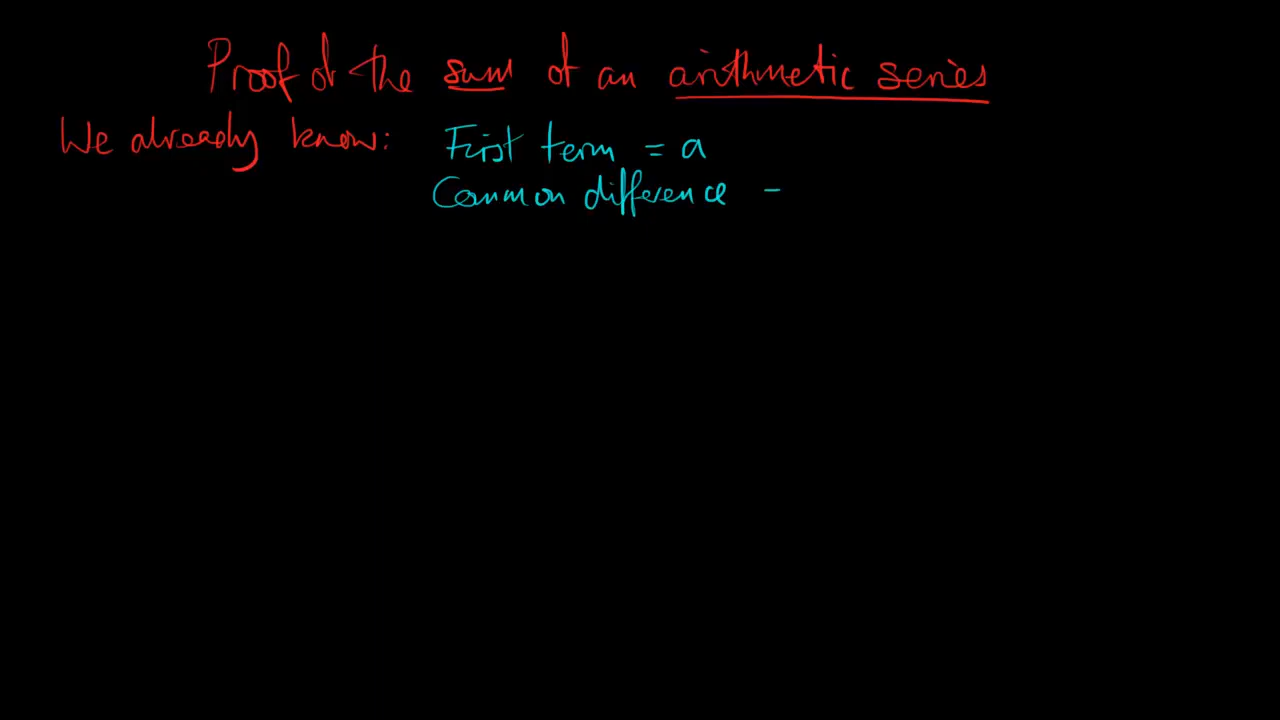 Proof of the sum of an arithmetic series
We already know: First term = a
Common difference -